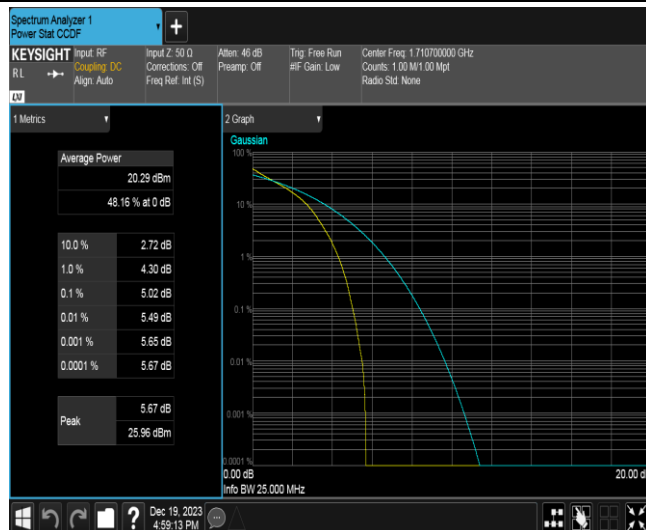 Spectrum Analyzer 1
Power Stat CCDF
KEYSIGHT
RL
Input: RF
Coupling: DC
Align: Auto
Input Z: 50 Ω
Corrections: Off
Freq Ref: Int (S)
Atten: 46 dB
Preamp: Off
Trig: Free Run
#IF Gain: Low
Center Freq: 1.710700000 GHz
Counts: 1.00 M/1.00 Mpt
Radio Std: None
1 Metrics
Average Power
20.29 dBm
48.16 % at 0 dB
10.0 % 2.72 dB
1.0 % 4.30 dB
0.1 % 5.02 dB
0.01 % 5.49 dB
0.001 % 5.65 dB
0.0001 % 5.67 dB
Peak
5.67 dB
25.96 dBm
2 Graph
Gaussian
100 %
10 %
1 %
0.1 %
0.01 %
0.001 %
0.0001 %
0.00 dB 20.00 d
Info BW 25.000 MHz
Dec 19, 2023
4:59:13 PM